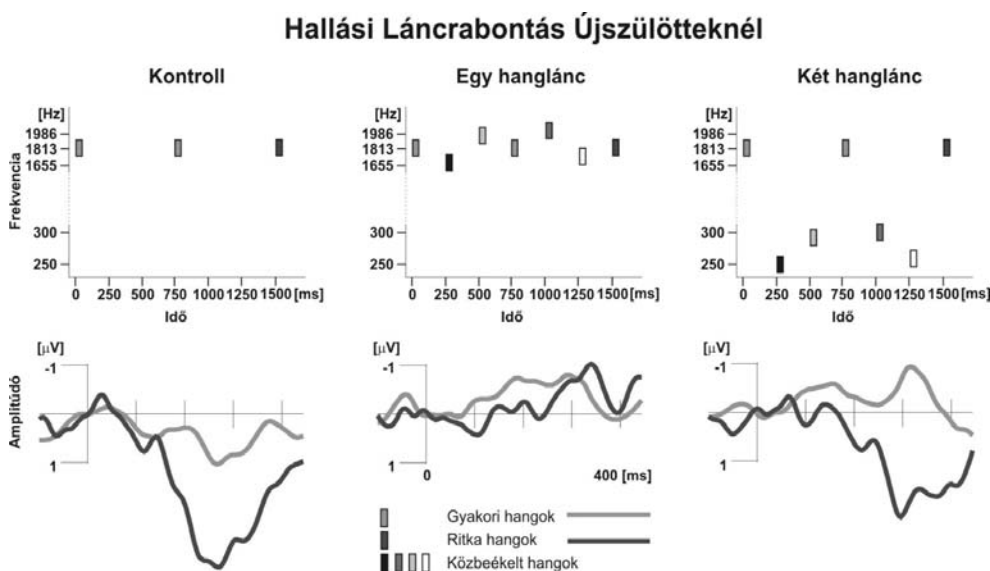 Hallási Láncrabontás Újszülötteknél
Kontroll
Egy hanglánc
Két hanglánc
[Hz]
1986
1813
1655
300
250
Frekvencia
0 250 500 750 1000 1250 1500 [ms]
Idő
[Hz]
1986
1813
1655
300
250
0 250 500 750 1000 1250 1500 [ms]
Idő
[Hz]
1986
1813
1655
300
250
0 250 500 750 1000 1250 1500 [ms]
Idő
[µV]
-1
1
Amplitúdó
[µV]
-1
1
0 400 [ms]
[µV]
-1
1
Gyakori hangok
Ritka hangok
Közbeékelt hangok